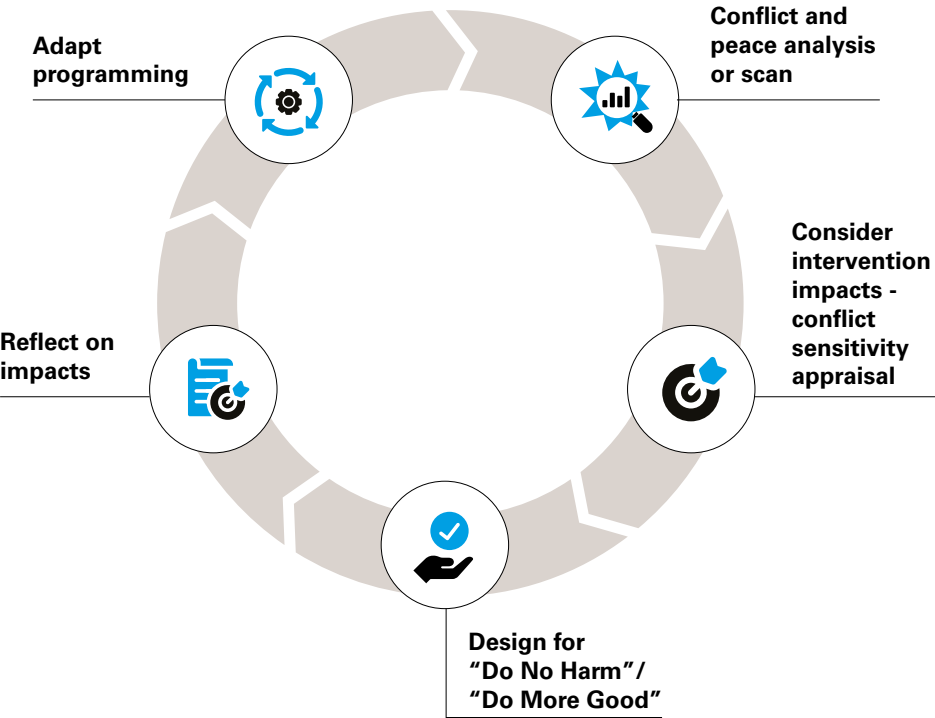 Adapt
programming
Conflict and
peace analysis
or scan
Consider
intervention
impacts -
conflict
sensitivity
appraisal
Reflect on
impacts
Design for
“Do No Harm”/
“Do More Good”